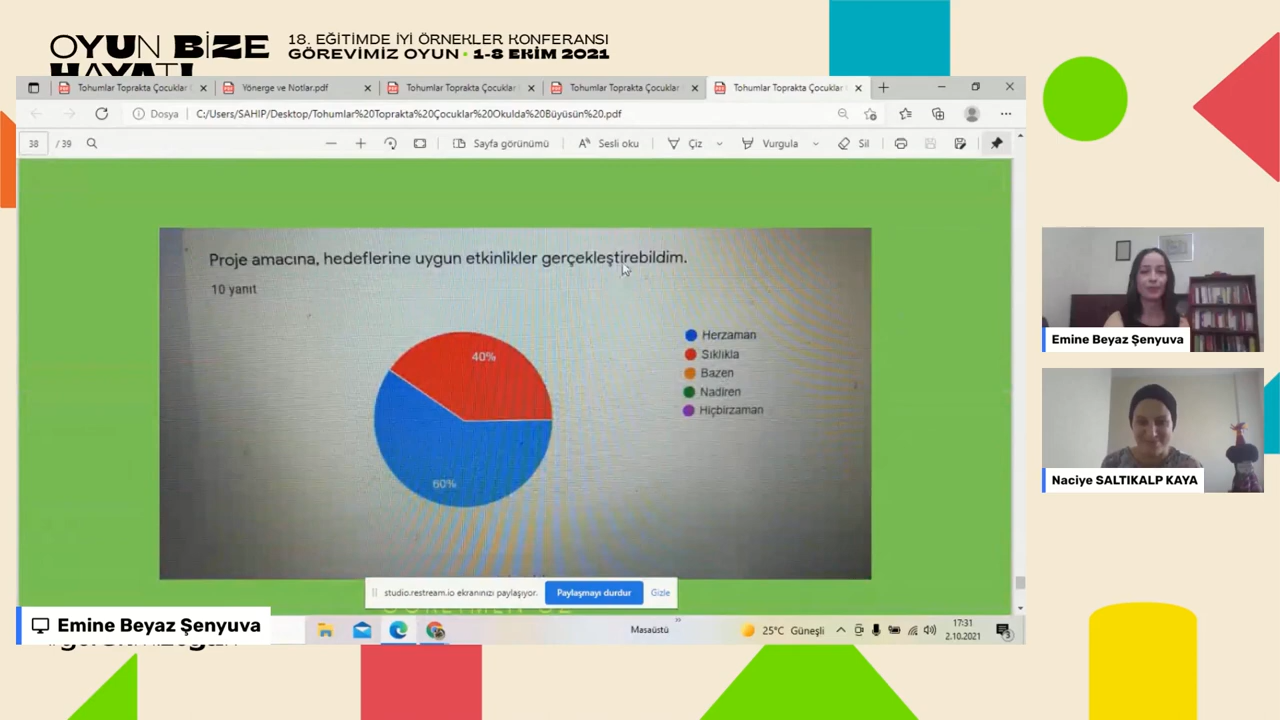 OYUN BİZE
HAYATI
18. EĞİTİMDE İYİ ÖRNEKLER KONFERANSI
GÖREVİMİZ OYUN • 1-8 EKİM 2021
Tohumlar Toprakta Çocuklar
Yönerge ve Notlar.pdf
Tohumlar Toprakta Çocuklar
Tohumlar Toprakta Çocuklar
Tohumlar Toprakta Çocuklar
Dosya
C:/Users/SAHIP/Desktop/Tohumlar%20Toprakta%20Çocuklar%20Okulda%20Büyüsün%20.pdf
38 /39
Sayfa görünümü
Sesli oku
Çiz
Vurgula
Sil
Proje amacına, hedeflerine uygun etkinlikler gerçekleştirebildim.
10 yanıt
40%
60%
Herzaman
Sıklıkla
Bazen
Nadiren
Hiçbirzaman
studio.restream.io ekranınızı paylaşıyor.
Paylaşmayı durdur
Gizle
Masaüstü
25°C Güneşli
17:31
2.10.2021
3
Emine Beyaz Şenyuva
Emine Beyaz Şenyuva
Naciye SALTIKALP KAYA